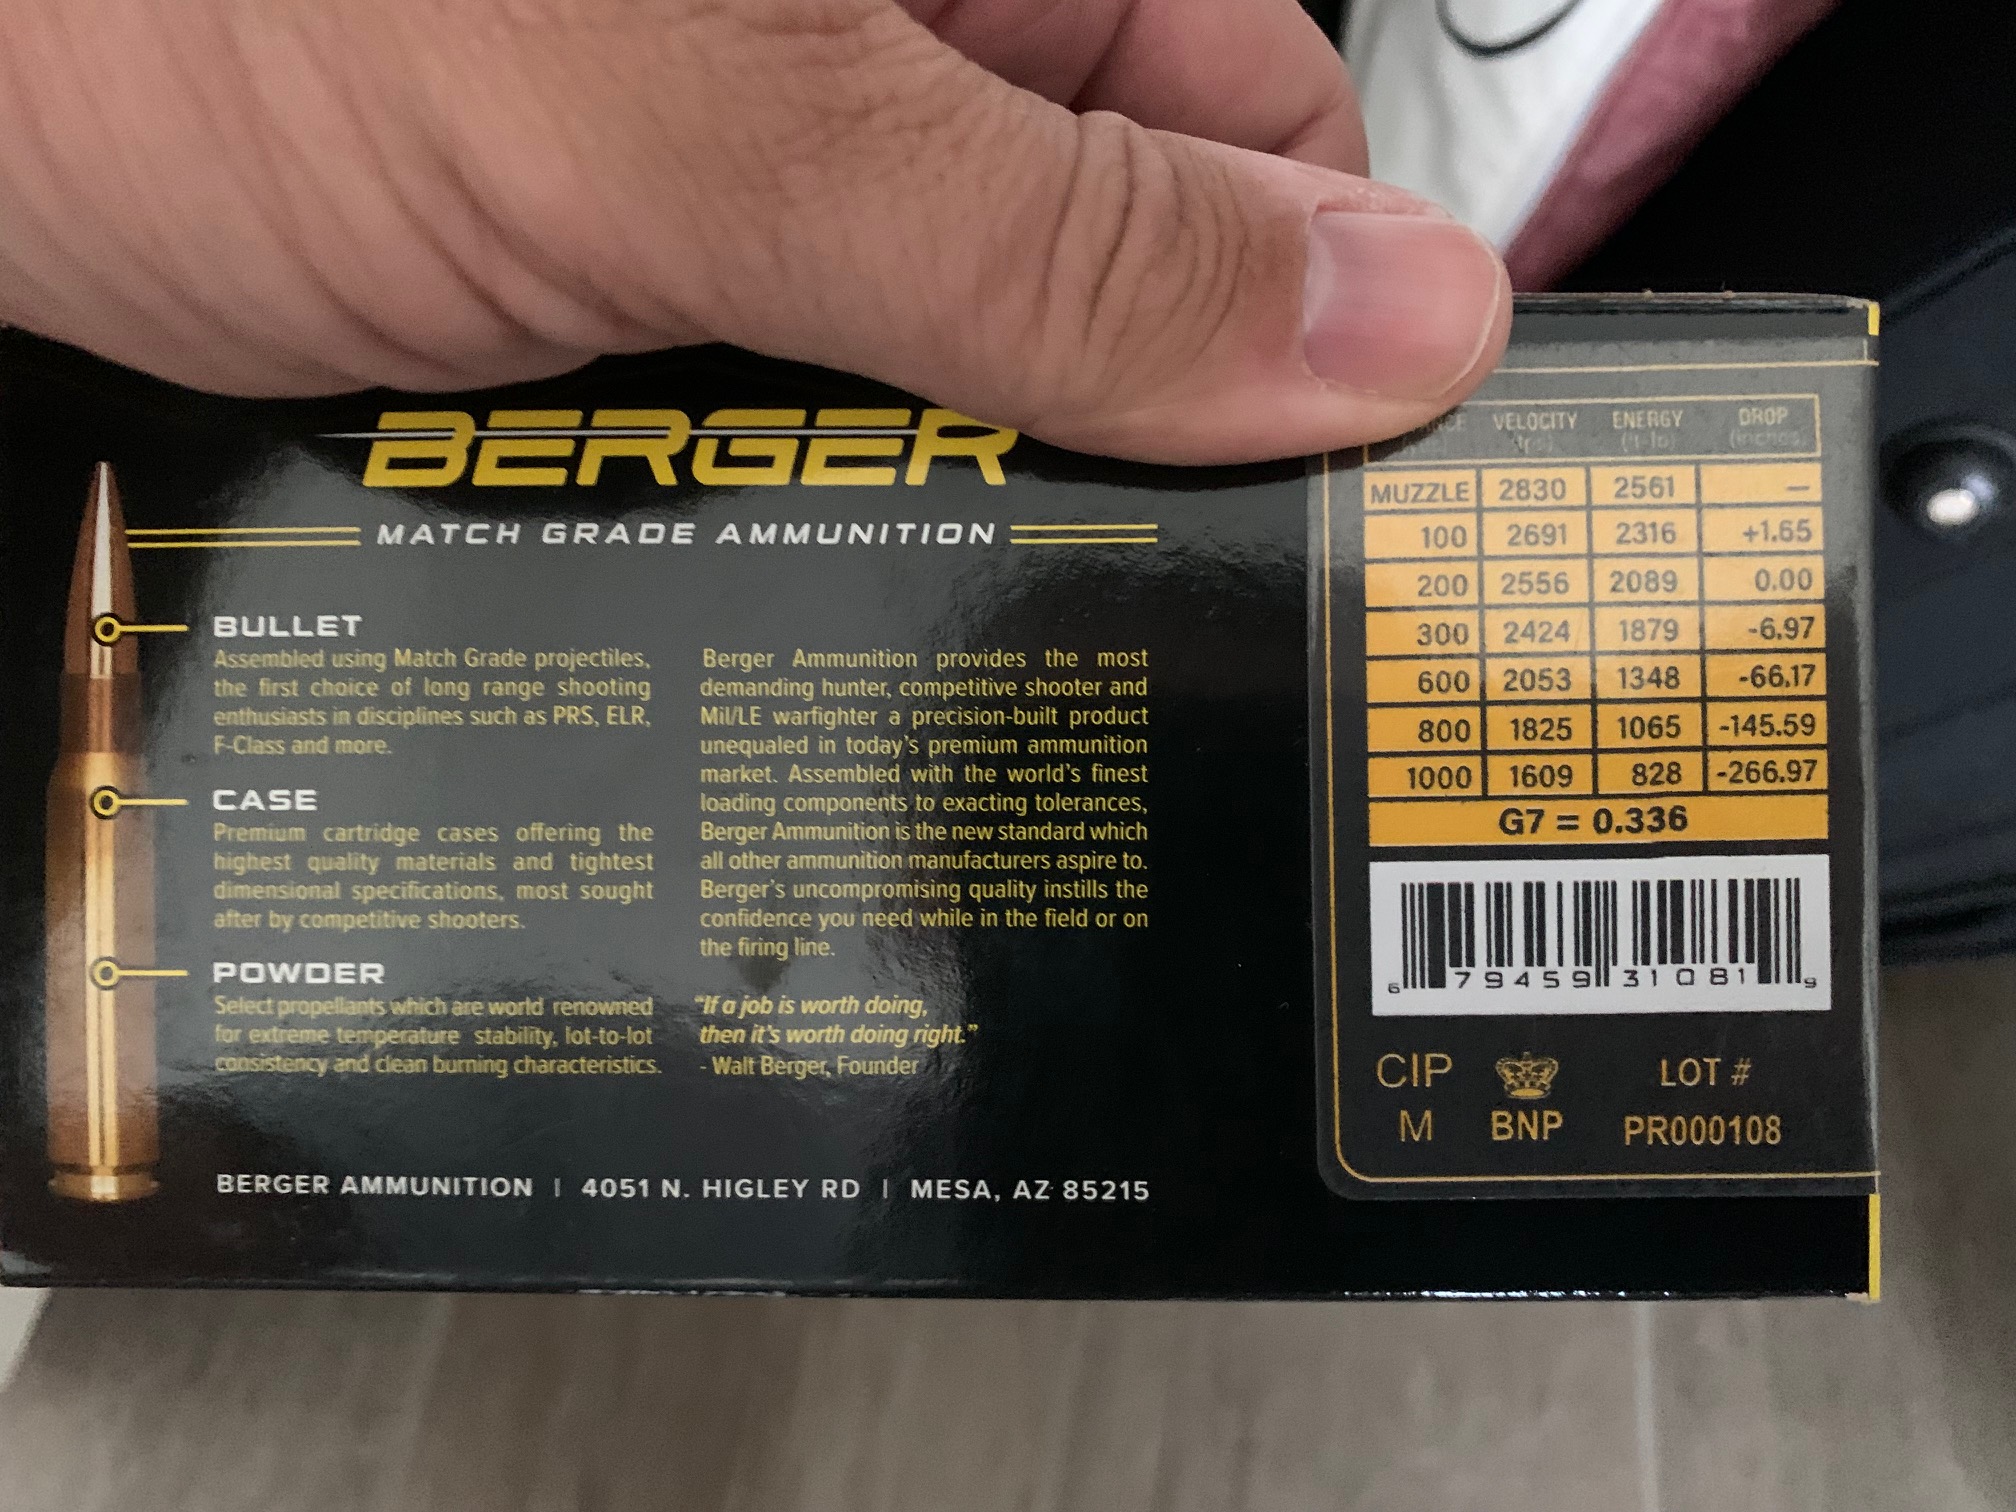 BERGER
MATCH GRADE AMMUNITION
BULLET
Assembled using Match Grade projectiles,
the first choice of long range shooting
enthusiasts in disciplines such as PRS, ELR,
F-Class and more.
CASE
Premium cartridge cases offering the
highest quality materials and tightest
dimensional specifications, most sought
after by competitive shooters.
POWDER
Select propellants which are world renowned
for extreme temperature stability, lot-to-lot
consistency and clean burning characteristics.
Berger Ammunition provides the most
demanding hunter, competitive shooter and
Mil/LE warfighter a precision-built product
unequaled in today's premium ammunition
market. Assembled with the world's finest
loading components to exacting tolerances,
Berger Ammunition is the new standard which
all other ammunition manufacturers aspire to.
Berger's uncompromising quality instills the
confidence you need while in the field or on
the firing line.
"If a job is worth doing,
then it's worth doing right."
- Walt Berger, Founder
BERGER AMMUNITION | 4051 N. HIGLEY RD | MESA, AZ 85215
VELOCITY ENERGY DROP
(fps) (ft-lb) (inches)
MUZZLE 2830 2561 —
100 2691 2316 +1.65
200 2556 2089 0.00
300 2424 1879 -6.97
600 2053 1348 -66.17
800 1825 1065 -145.59
1000 1609 828 -266.97
G7 = 0.336
6 79459 31081 9
CIP BNP LOT #
M PR000108